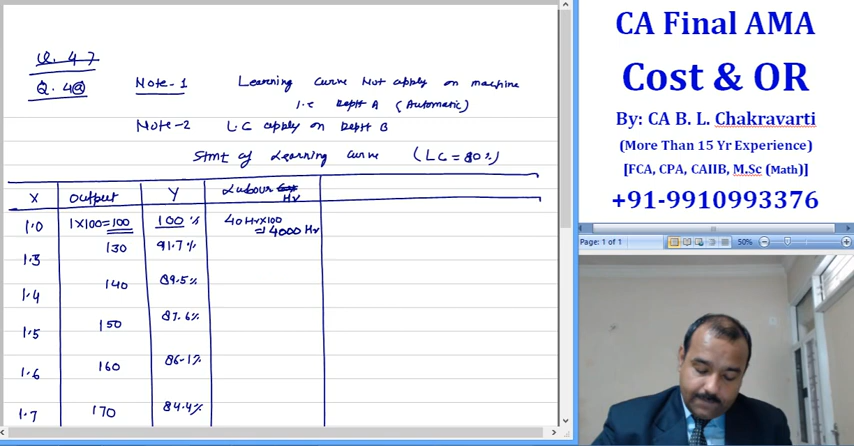 Q. 47
Q. 4(a)
Note-1 Learning Curve Not apply on machine
i.e Deptt A (Automatic)
Note-2 L.C apply on Deptt B
Stmt of Learning Curve (LC = 80%)
X Output Y Labour Hr
1.0 1×100=100 100% 40 Hr×100
= 4000 Hr
1.3 130 91.7%
1.4 140 89.5%
1.5 150 87.6%
1.6 160 86.1%
1.7 170 84.4%
Page: 1 of 1 50%
CA Final AMA
Cost & OR
By: CA B. L. Chakravarti
(More Than 15 Yr Experience)
[FCA, CPA, CAIIB, M.Sc (Math)]
+91-9910993376